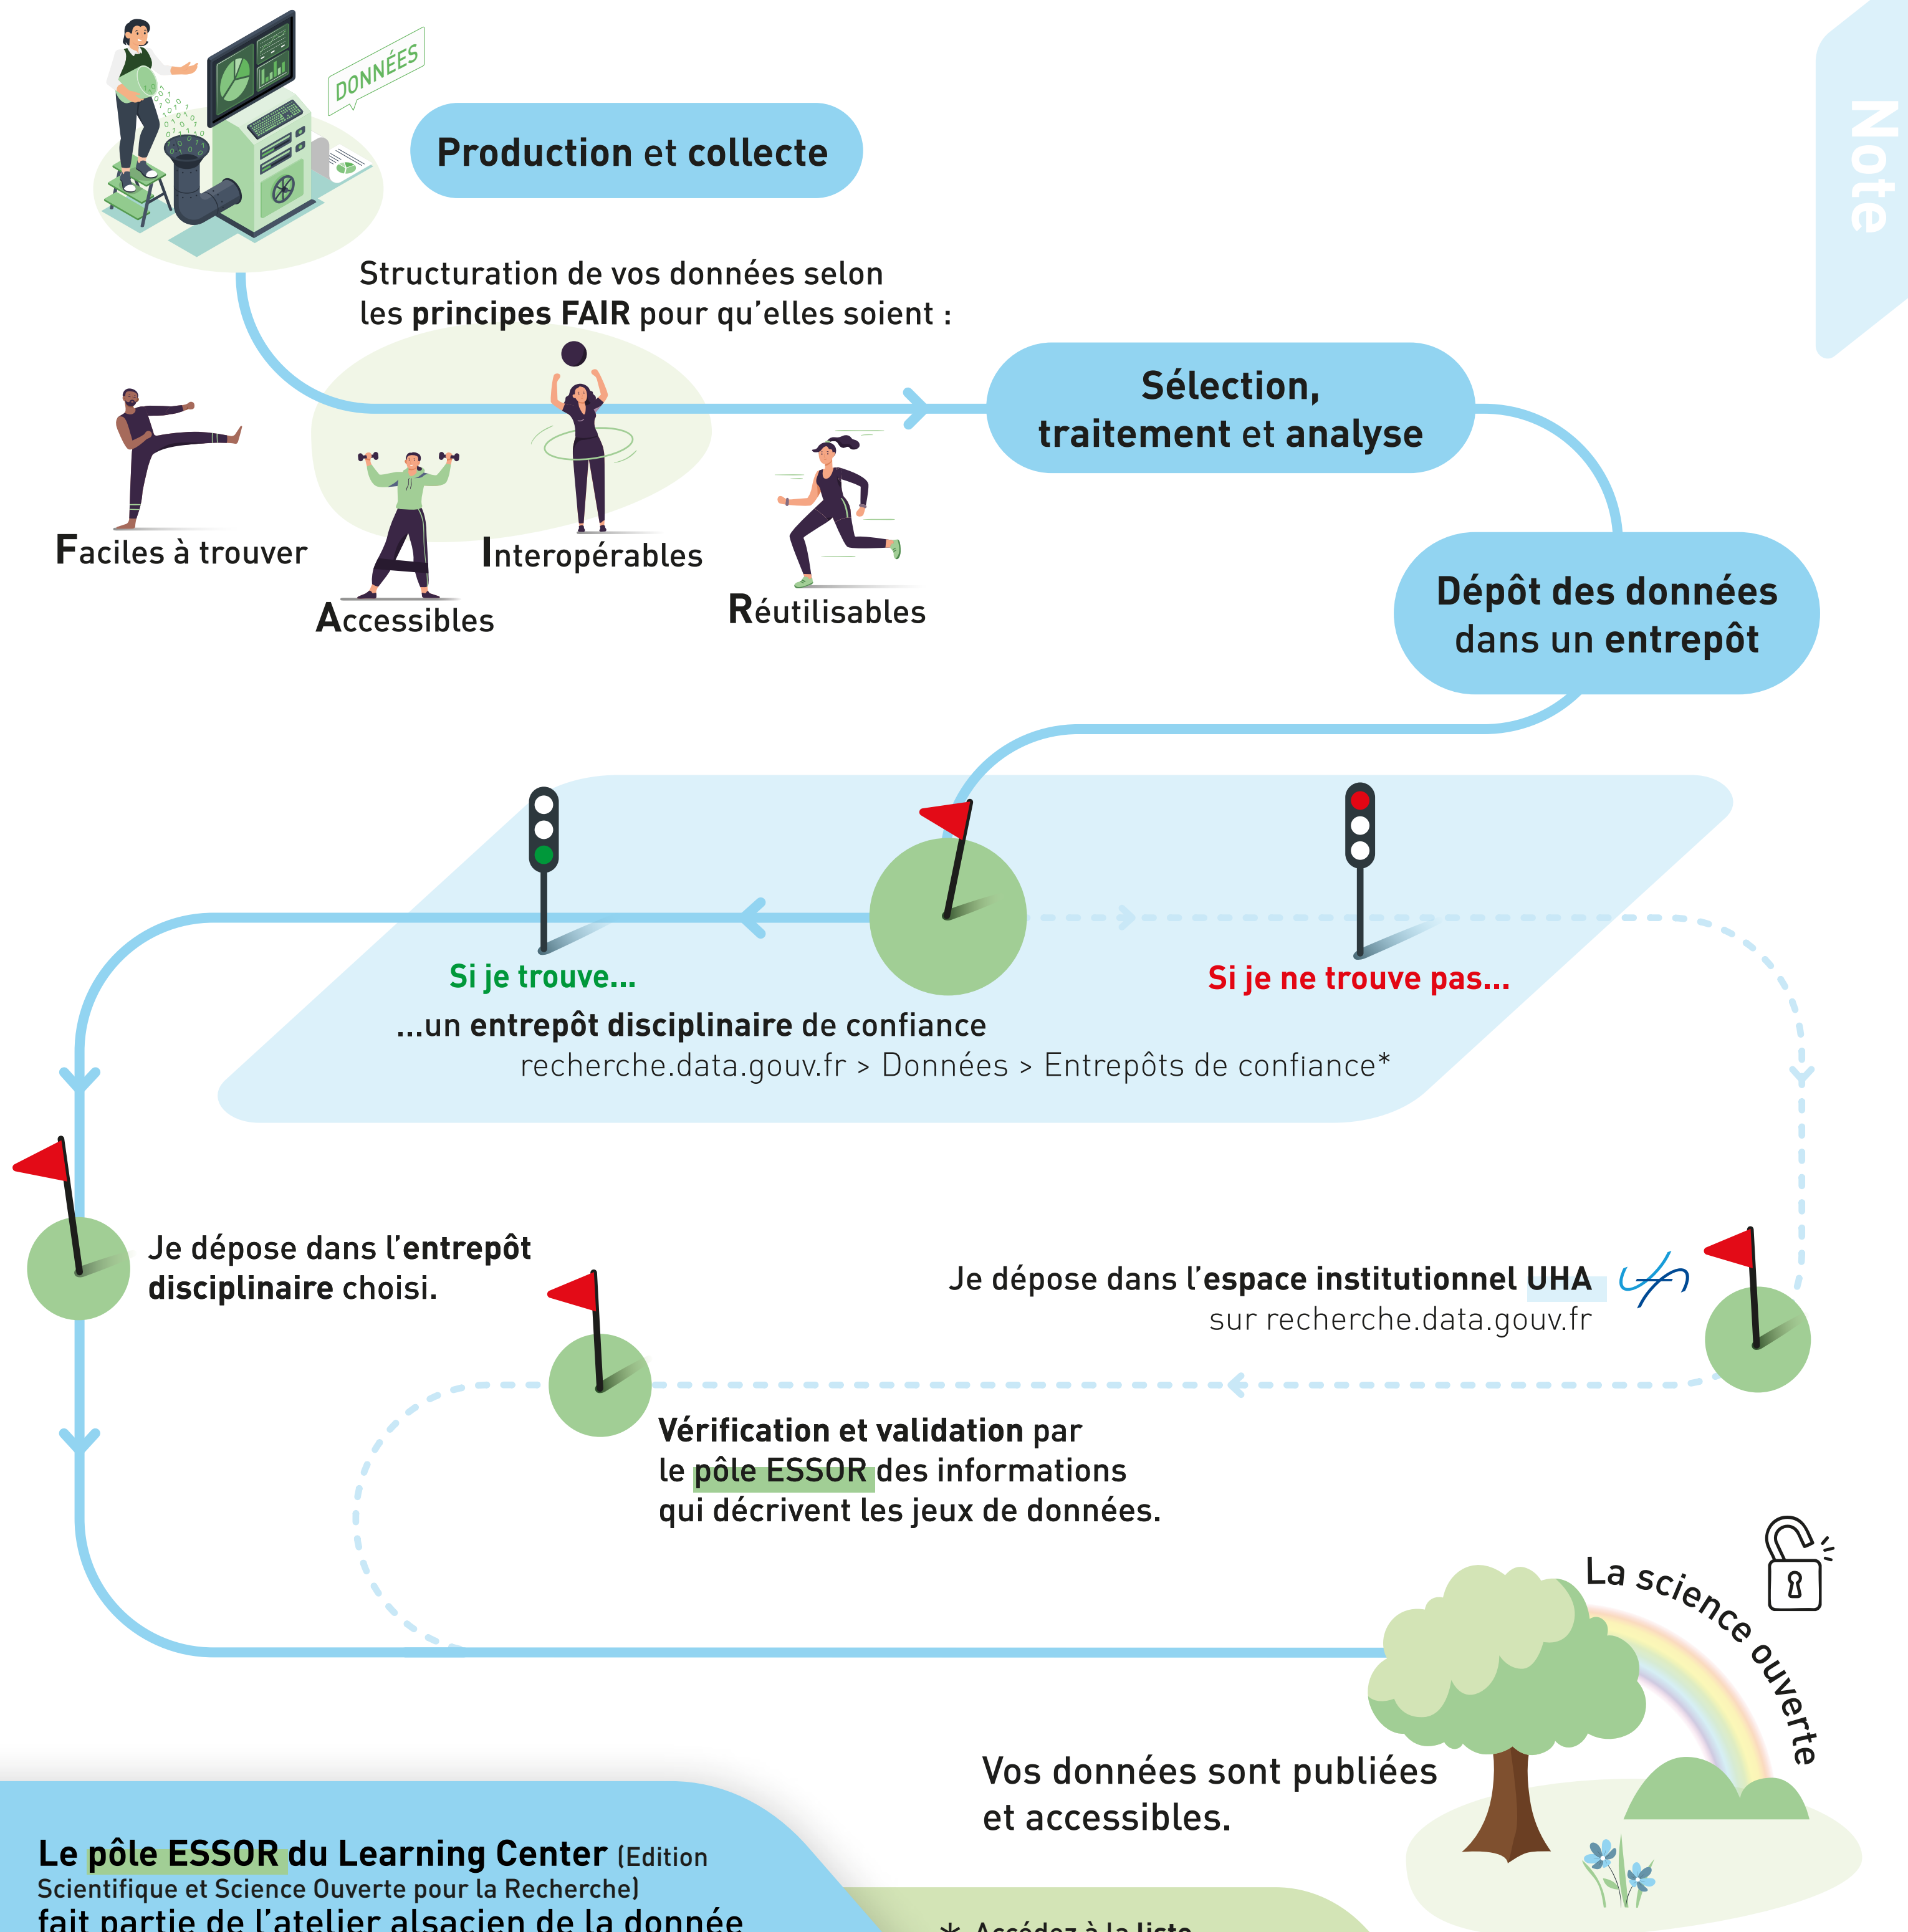 DONNÉES
Note
Production et collecte
Structuration de vos données selon
les principes FAIR pour qu'elles soient :
Faciles à trouver
Accessibles
Interopérables
Réutilisables
Sélection,
traitement et analyse
Dépôt des données
dans un entrepôt
Si je trouve...
Si je ne trouve pas...
...un entrepôt disciplinaire de confiance
recherche.data.gouv.fr > Données > Entrepôts de confiance*
Je dépose dans l'entrepôt
disciplinaire choisi.
Je dépose dans l'espace institutionnel UHA
sur recherche.data.gouv.fr
Vérification et validation par
le pôle ESSOR des informations
qui décrivent les jeux de données.
La science ouverte
Vos données sont publiées
et accessibles.
Le pôle ESSOR du Learning Center (Edition
Scientifique et Science Ouverte pour la Recherche)
fait partie de l'atelier alsacien de la donnée
* Accédez à la liste